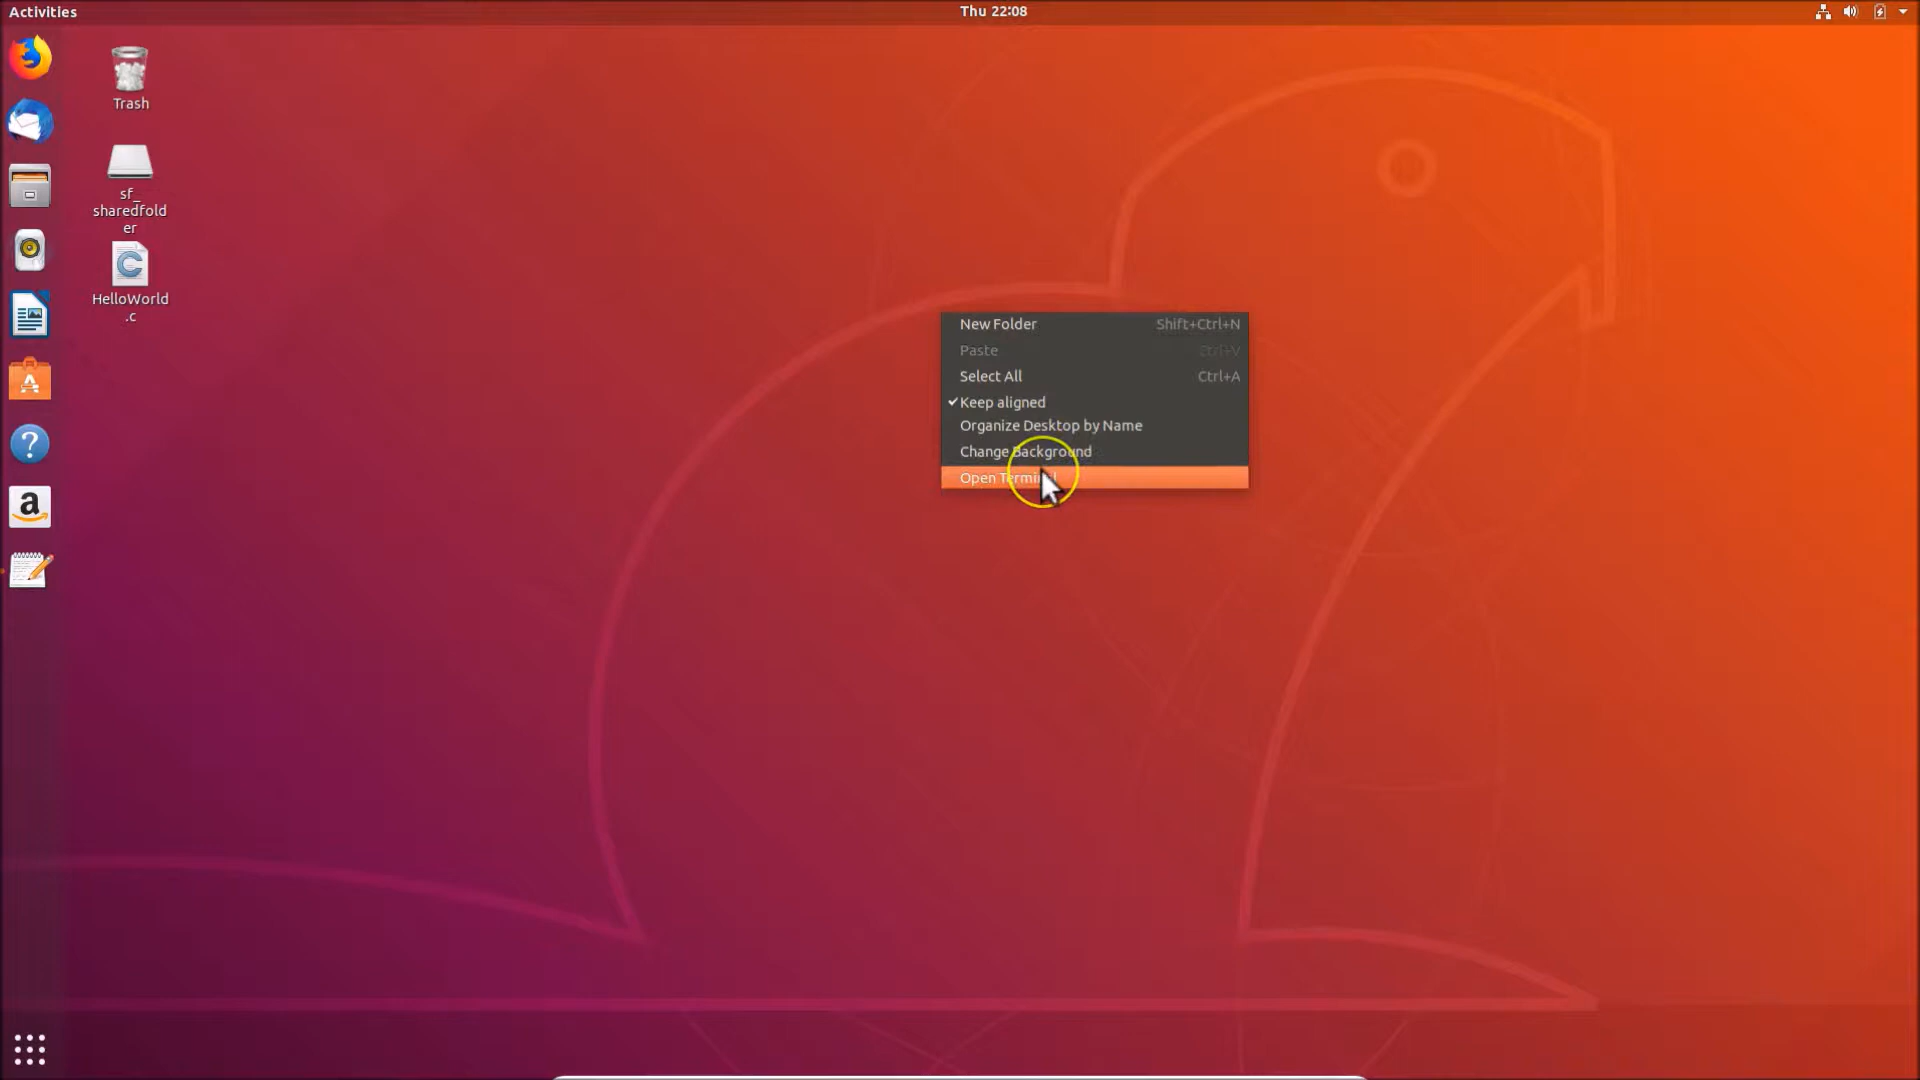 Activities
Thu 22:08
Trash
sf_
sharedfold
er
HelloWorld
.c
New Folder Shift+Ctrl+N
Paste Ctrl+V
Select All Ctrl+A
Keep aligned
Organize Desktop by Name
Change Background
Open Terminal